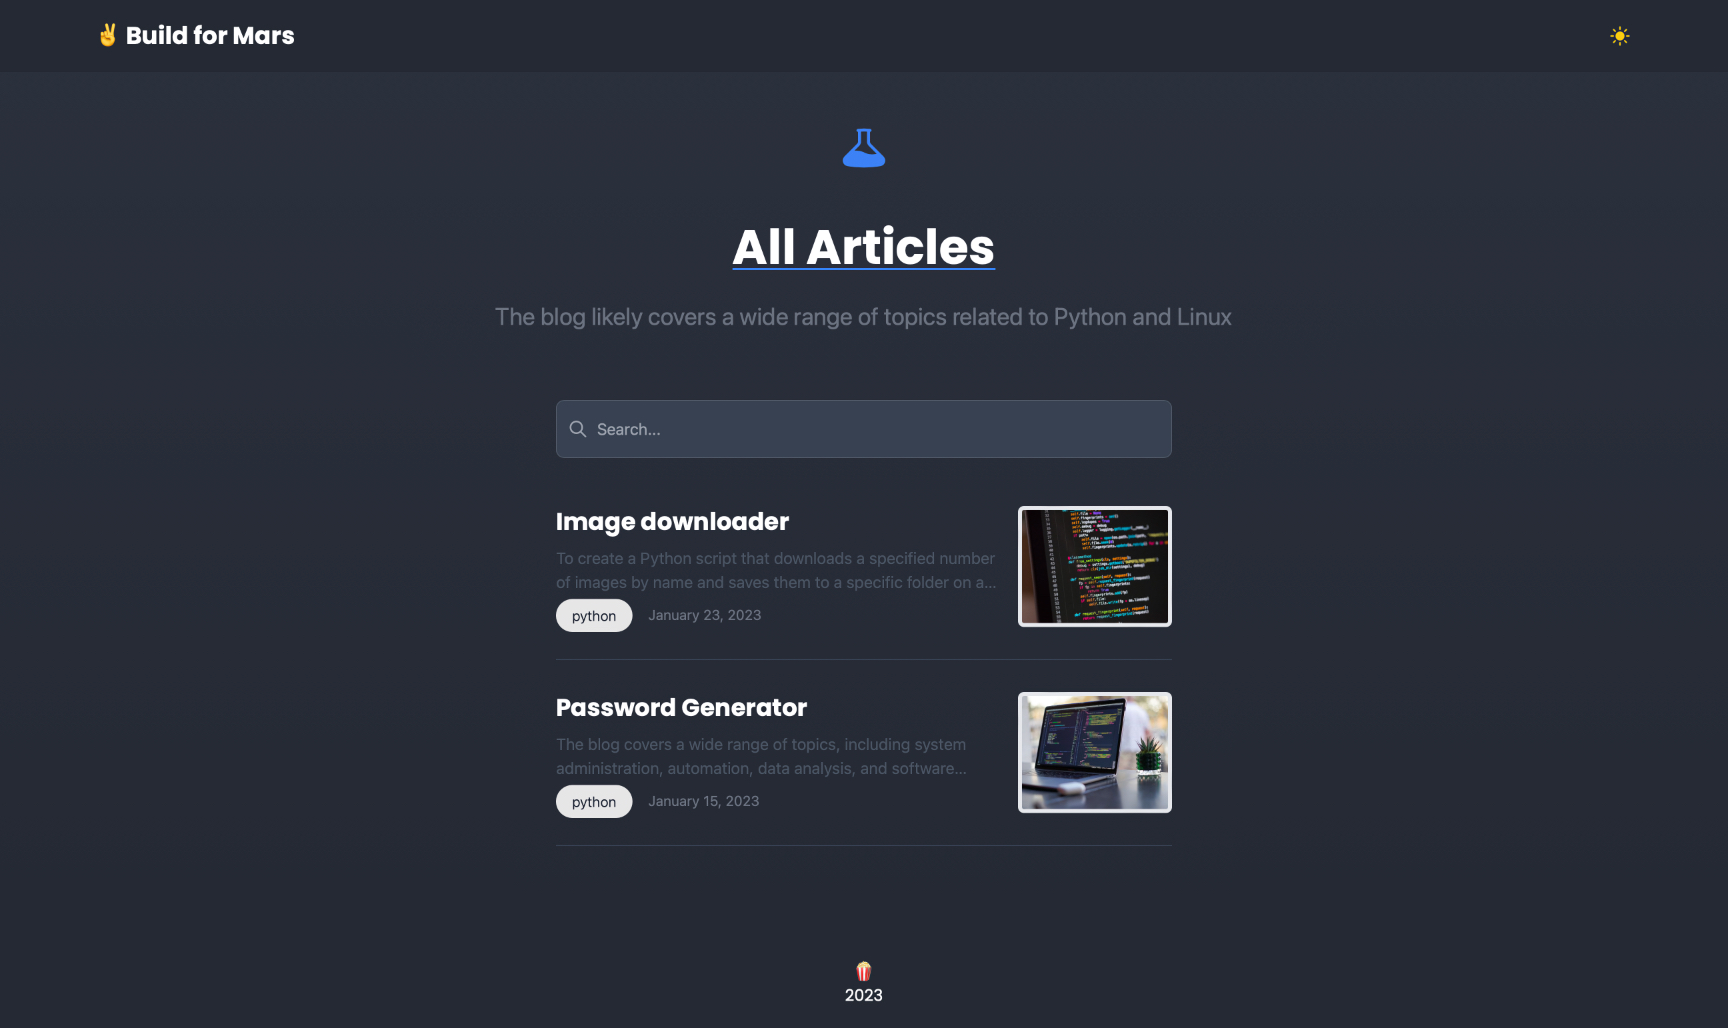 ✌️ Build for Mars
All Articles
The blog likely covers a wide range of topics related to Python and Linux
Search...
Image downloader
To create a Python script that downloads a specified number
of images by name and saves them to a specific folder on a...
python January 23, 2023
Password Generator
The blog covers a wide range of topics, including system
administration, automation, data analysis, and software...
python January 15, 2023
🍿
2023